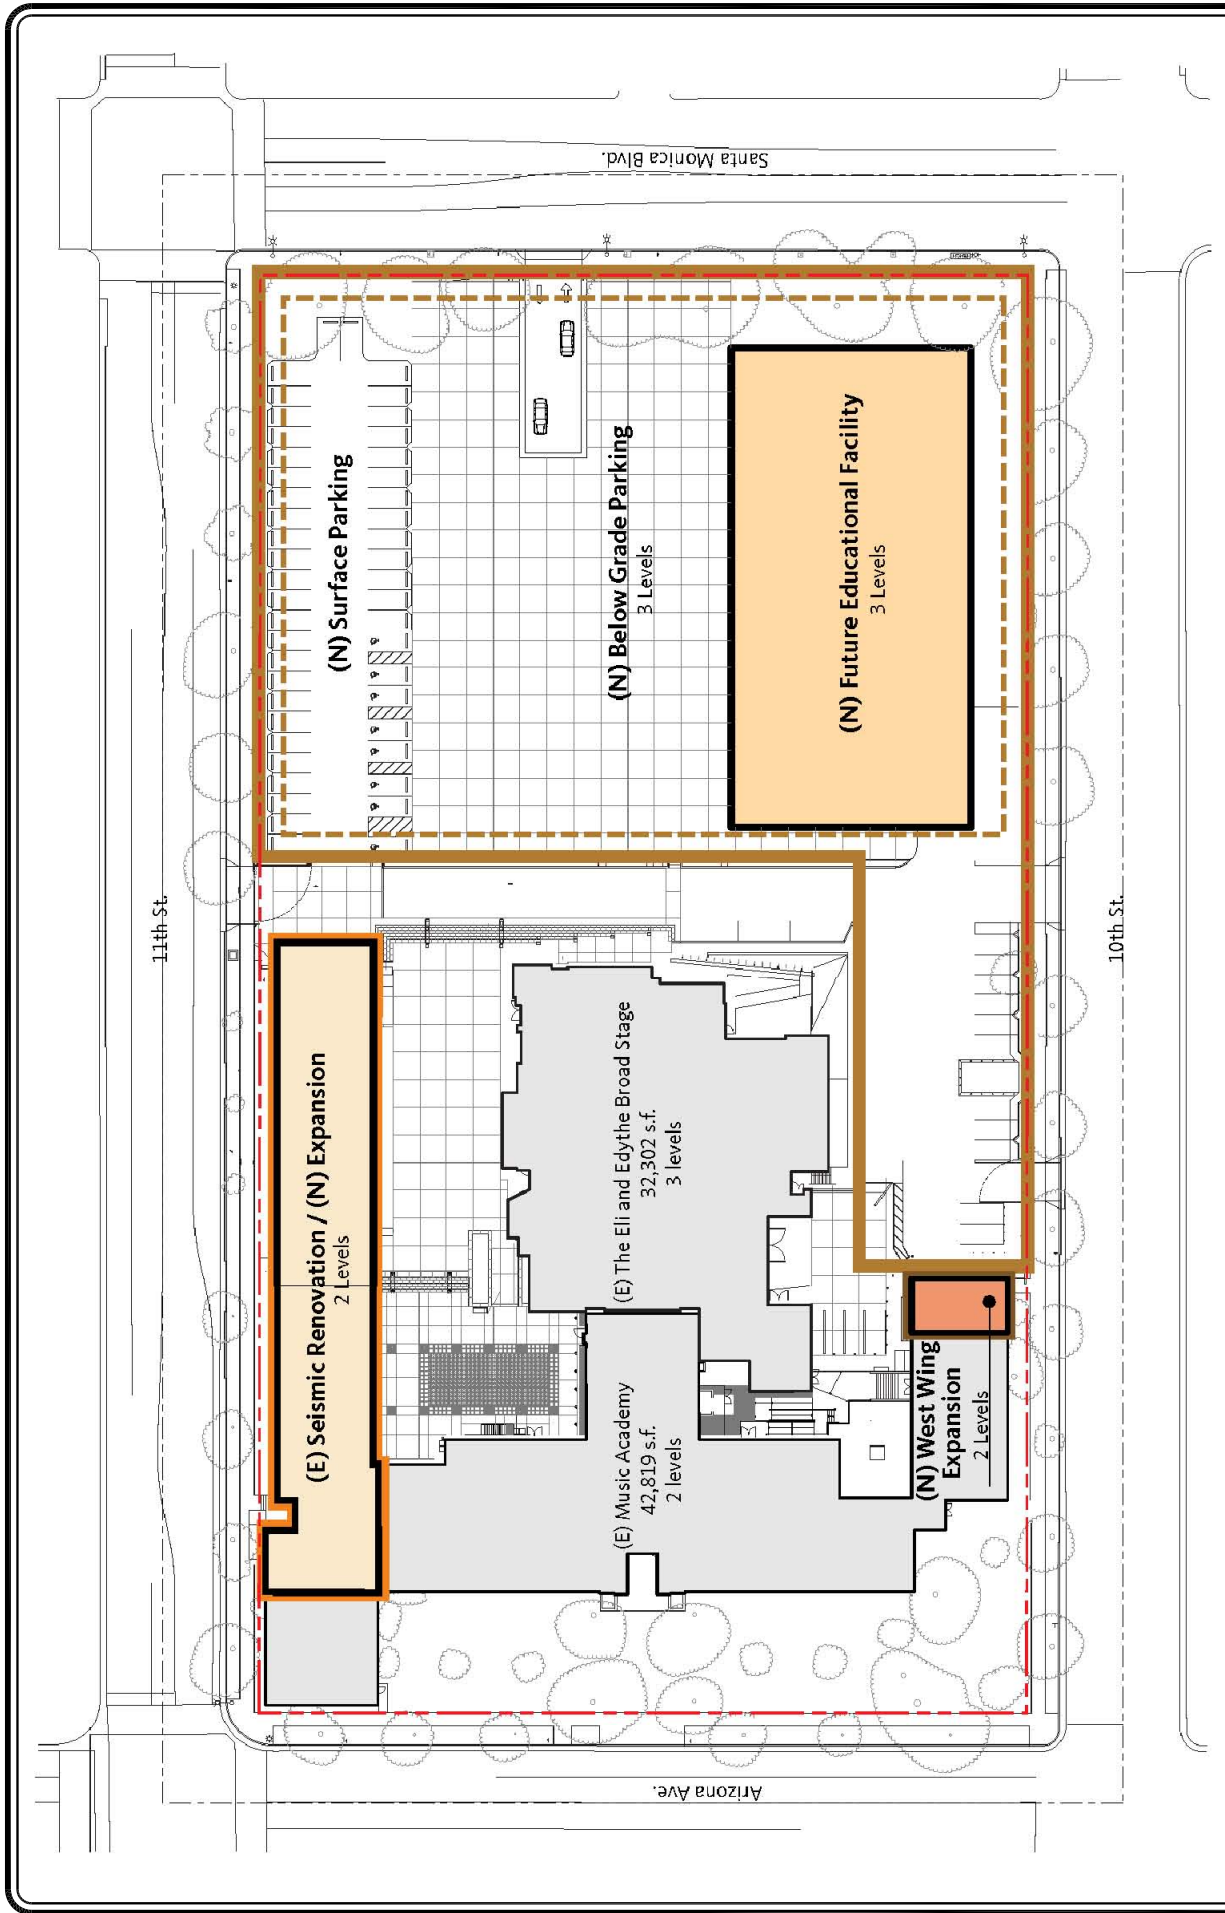 Santa Monica Blvd.
11th St.
(N) Surface Parking
(N) Below Grade Parking
3 Levels
(N) Future Educational Facility
3 Levels
(E) Seismic Renovation / (N) Expansion
2 Levels
(E) The Eli and Edythe Broad Stage
32,302 s.f.
3 levels
(E) Music Academy
42,819 s.f.
2 levels
(N) West Wing
Expansion
2 Levels
10th St.
Arizona Ave.